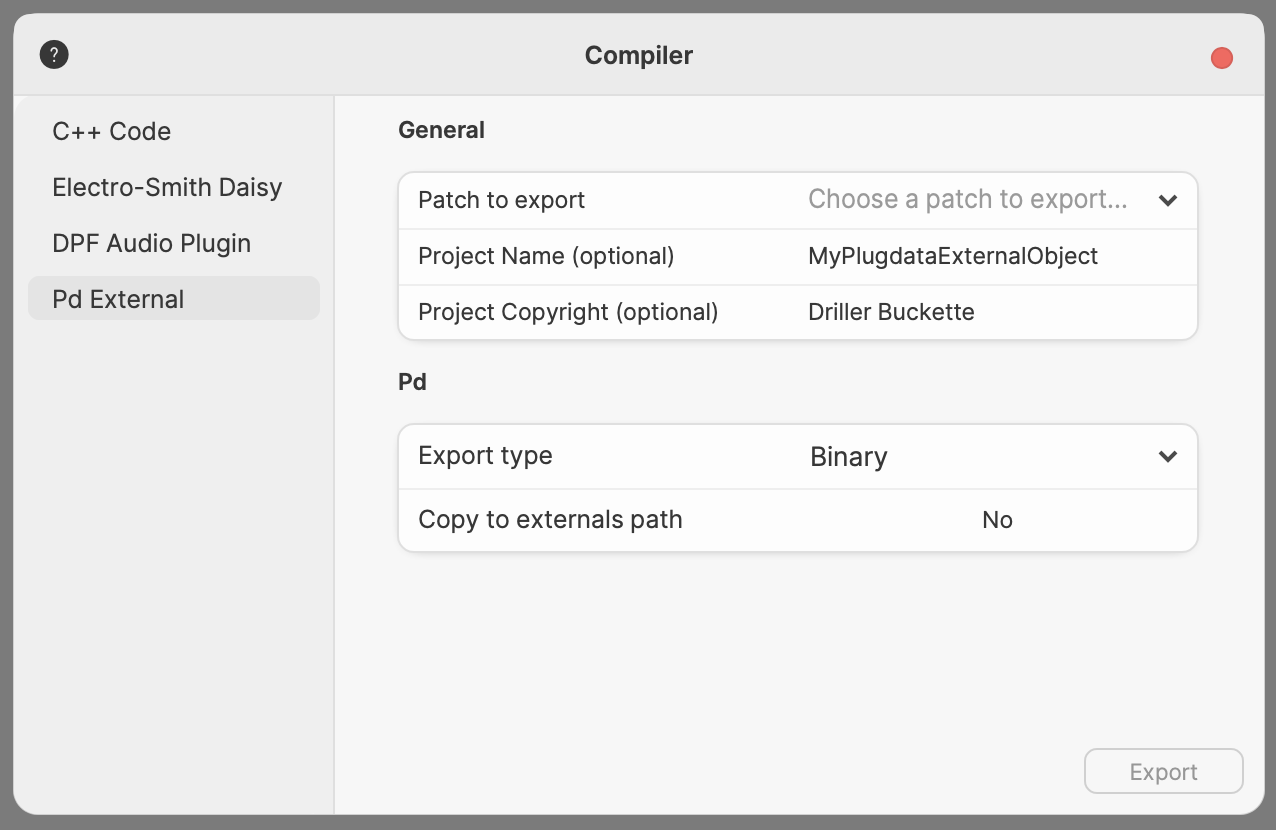 ?
Compiler
C++ Code
Electro-Smith Daisy
DPF Audio Plugin
Pd External
General
Patch to export Choose a patch to export...
Project Name (optional) MyPlugdataExternalObject
Project Copyright (optional) Driller Buckette
Pd
Export type Binary
Copy to externals path No
Export